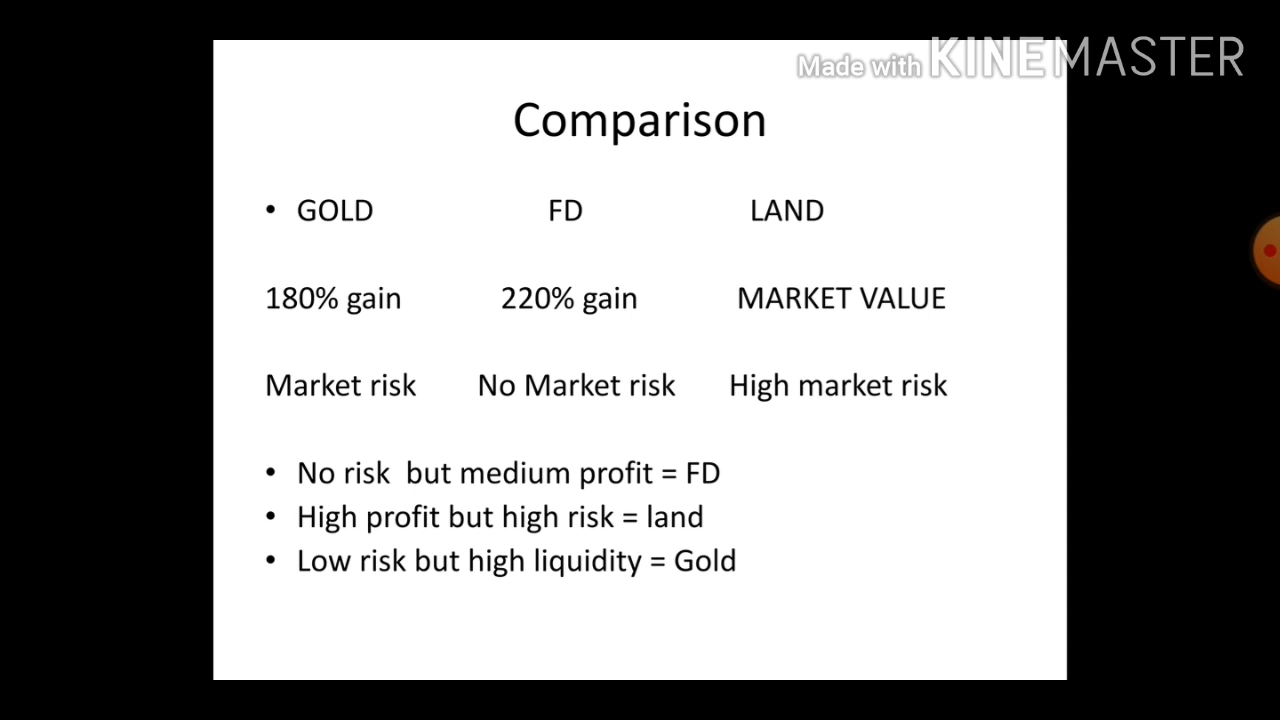 Made with KINEMASTER
Comparison
• GOLD FD LAND
180% gain 220% gain MARKET VALUE
Market risk No Market risk High market risk
• No risk but medium profit = FD
• High profit but high risk = land
• Low risk but high liquidity = Gold